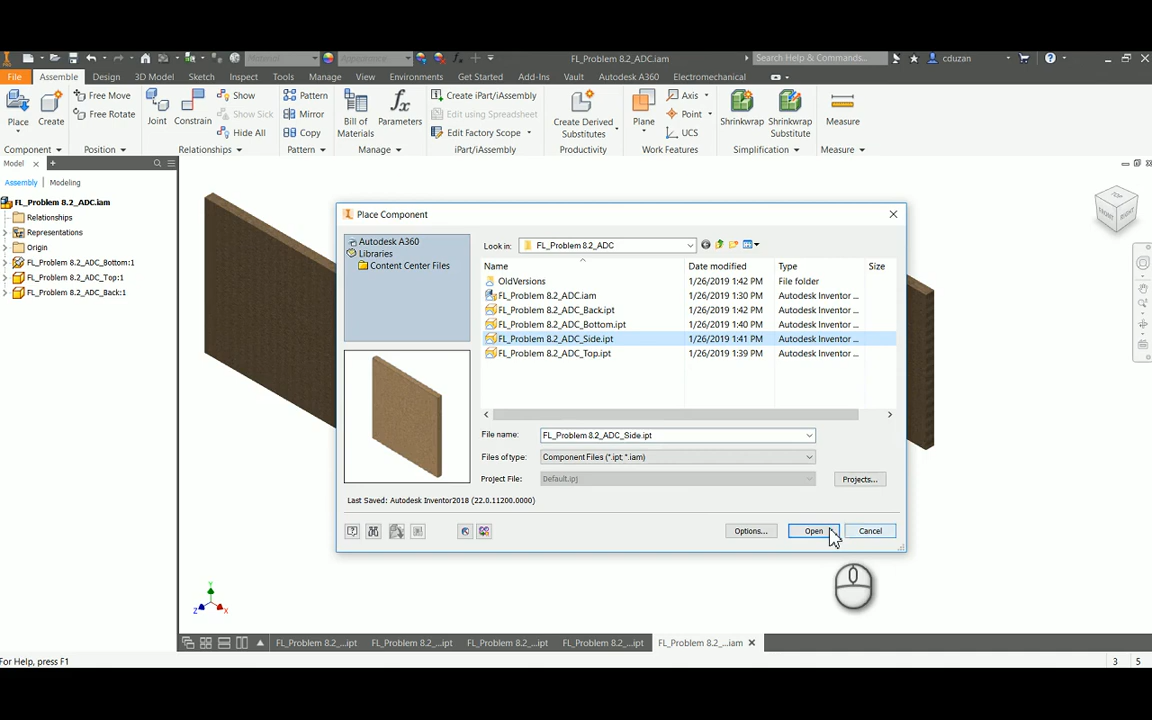 Material
Appearance
FL_Problem 8.2_ADC.iam
Search Help & Commands...
cduzan
File Assemble Design 3D Model Sketch Inspect Tools Manage View Environments Get Started Add-Ins Vault Autodesk A360 Electromechanical
Place
Create
Free Move
Free Rotate
Component
Position
Joint
Constrain
Show
Show Sick
Hide All
Relationships
Pattern
Mirror
Copy
Pattern
Bill of
Materials
Parameters
Manage
Create iPart/iAssembly
Edit using Spreadsheet
Edit Factory Scope
iPart/iAssembly
Create Derived
Substitutes
Productivity
Plane
Axis
Point
UCS
Work Features
Shrinkwrap
Shrinkwrap
Substitute
Simplification
Measure
Measure
Model
Assembly Modeling
FL_Problem 8.2_ADC.iam
Relationships
Representations
Origin
FL_Problem 8.2_ADC_Bottom:1
FL_Problem 8.2_ADC_Top:1
FL_Problem 8.2_ADC_Back:1
TOP
FRONT
RIGHT
Place Component
Autodesk A360
Libraries
Content Center Files
Look in: FL_Problem 8.2_ADC
Name Date modified Type Size
OldVersions 1/26/2019 1:42 PM File folder
FL_Problem 8.2_ADC.iam 1/26/2019 1:30 PM Autodesk Inventor ...
FL_Problem 8.2_ADC_Back.ipt 1/26/2019 1:42 PM Autodesk Inventor ...
FL_Problem 8.2_ADC_Bottom.ipt 1/26/2019 1:40 PM Autodesk Inventor ...
FL_Problem 8.2_ADC_Side.ipt 1/26/2019 1:41 PM Autodesk Inventor ...
FL_Problem 8.2_ADC_Top.ipt 1/26/2019 1:39 PM Autodesk Inventor ...
File name: FL_Problem 8.2_ADC_Side.ipt
Files of type: Component Files (*.ipt; *.iam)
Project File: Default.ipj
Projects...
Last Saved: Autodesk Inventor2018 (22.0.11200.0000)
Options... Open Cancel
Y
Z X
FL_Problem 8.2_...ipt FL_Problem 8.2_...ipt FL_Problem 8.2_...ipt FL_Problem 8.2_...ipt FL_Problem 8.2_...iam
For Help, press F1
3 5